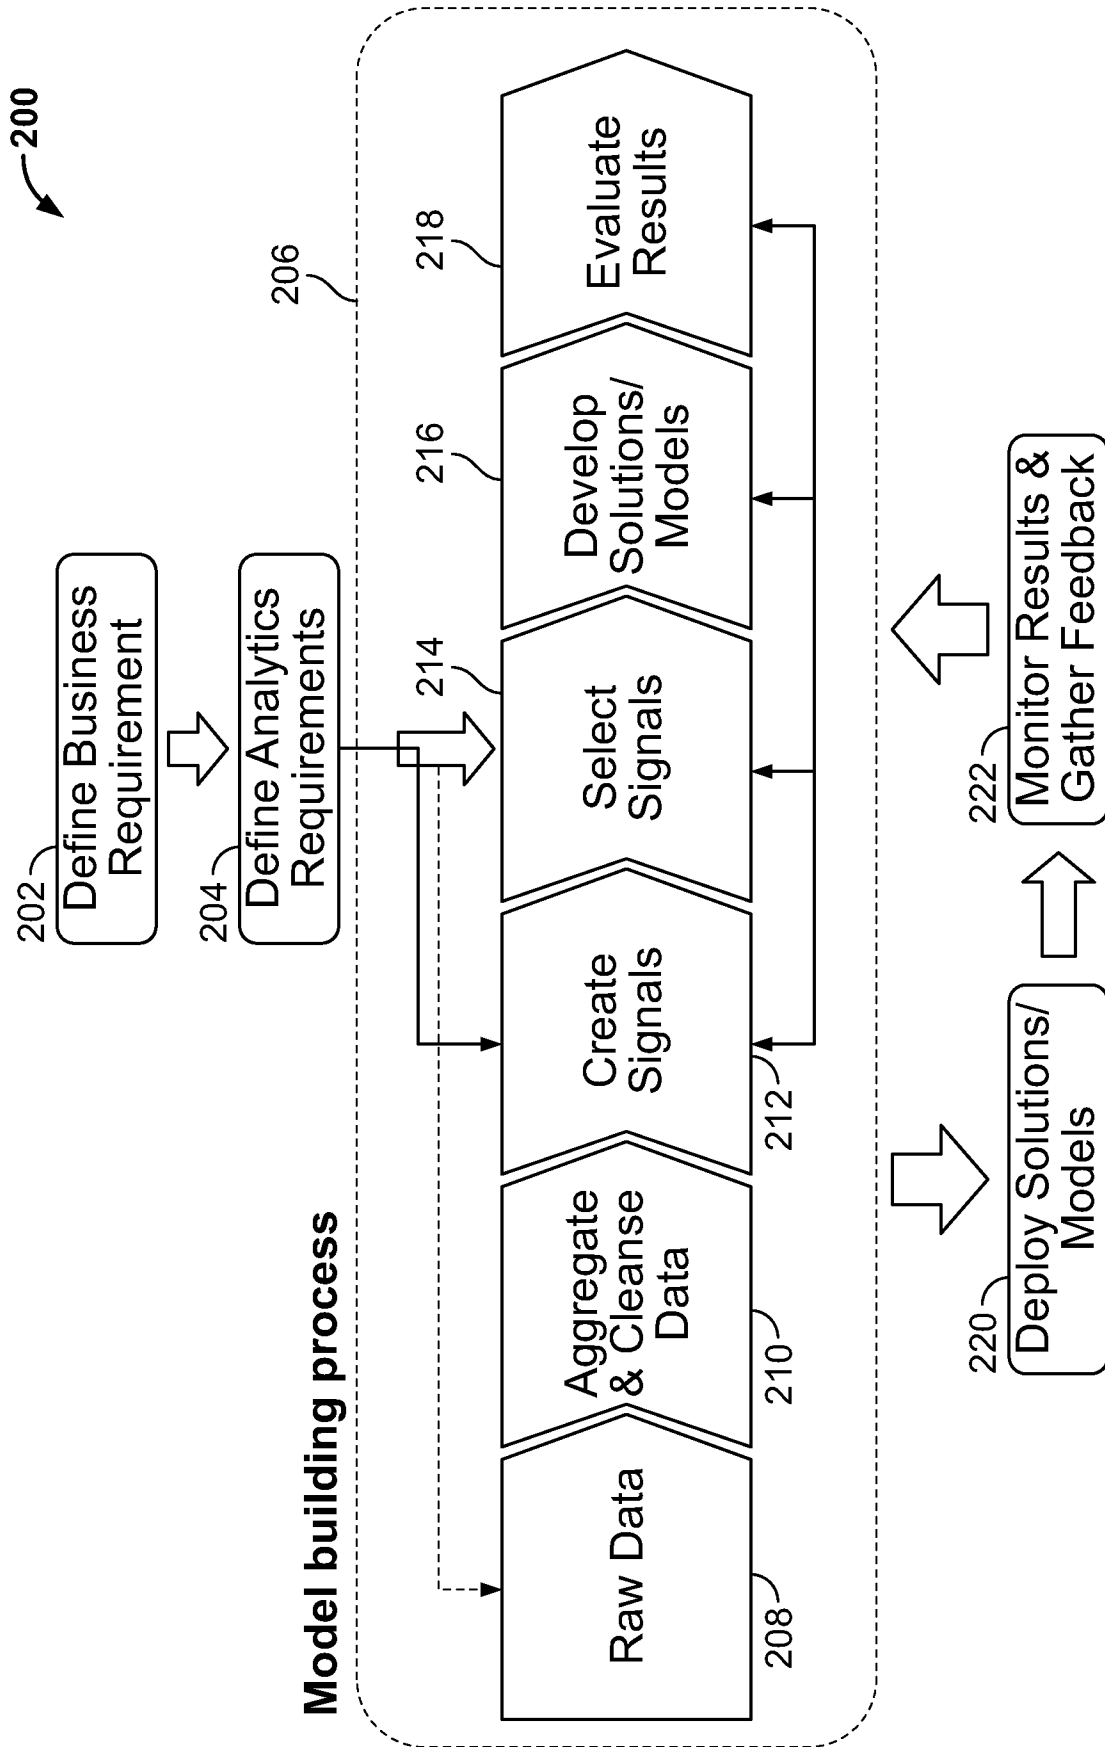 200
202
Define Business
Requirement
204
Define Analytics
Requirements
Model building process
206
208
Raw Data
210
Aggregate
& Cleanse
Data
212
Create
Signals
214
Select
Signals
216
Develop
Solutions/
Models
218
Evaluate
Results
220
Deploy Solutions/
Models
222
Monitor Results &
Gather Feedback